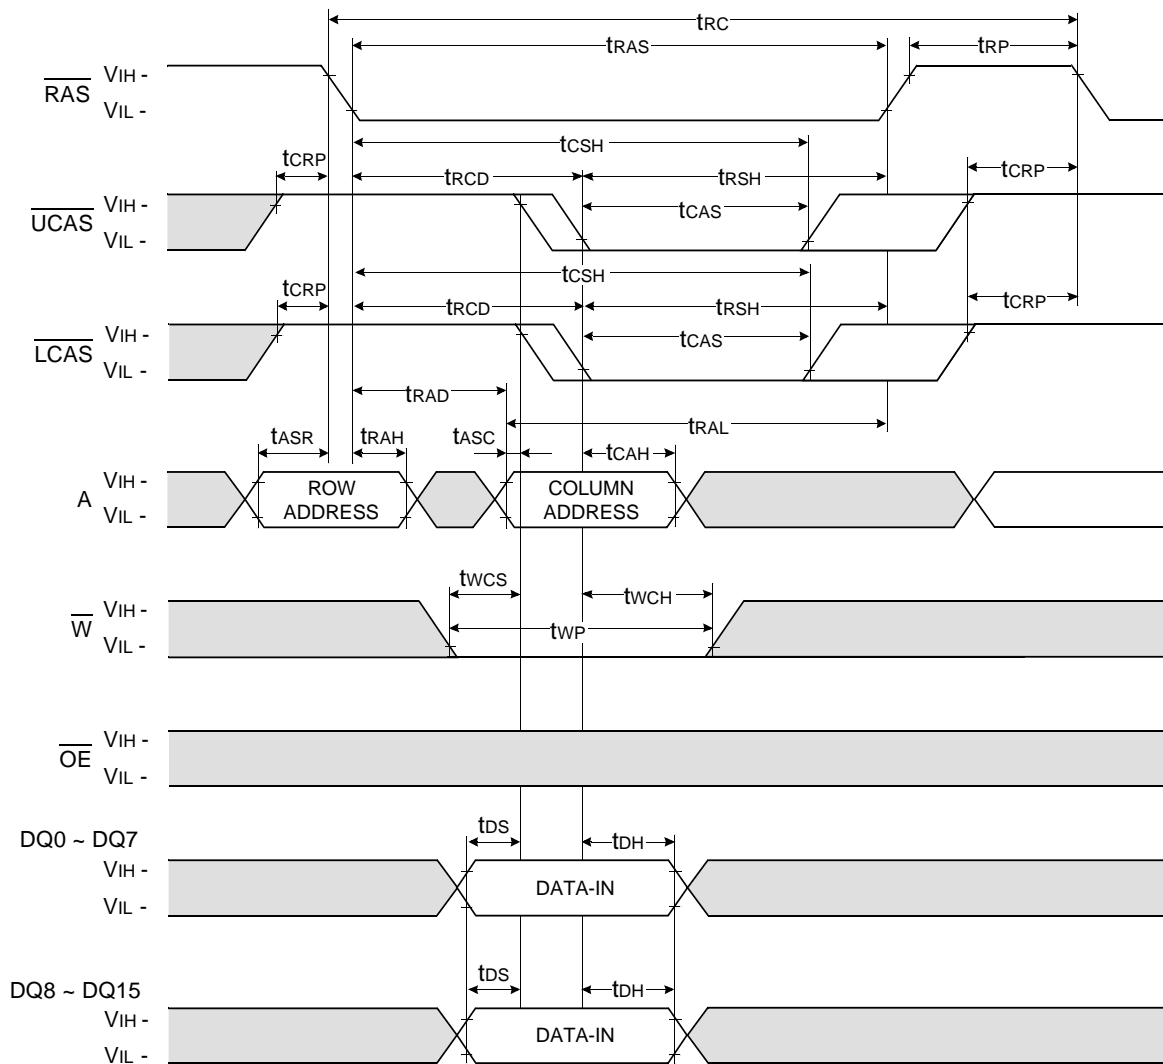 tRC
tRAS
tRP
RAS
VIH -
VIL -
tCSH
tCRP
tRCD
tRSH
tCRP
UCAS
VIH -
VIL -
tCAS
tCSH
tCRP
tRCD
tRSH
tCRP
LCAS
VIH -
VIL -
tCAS
tRAD
tRAL
tASR
tRAH
tASC
tCAH
A
VIH -
VIL -
ROW
ADDRESS
COLUMN
ADDRESS
tWCS
tWCH
W
VIH -
VIL -
tWP
OE
VIH -
VIL -
DQ0 ~ DQ7
tDS
tDH
VIH -
VIL -
DATA-IN
DQ8 ~ DQ15
tDS
tDH
VIH -
VIL -
DATA-IN